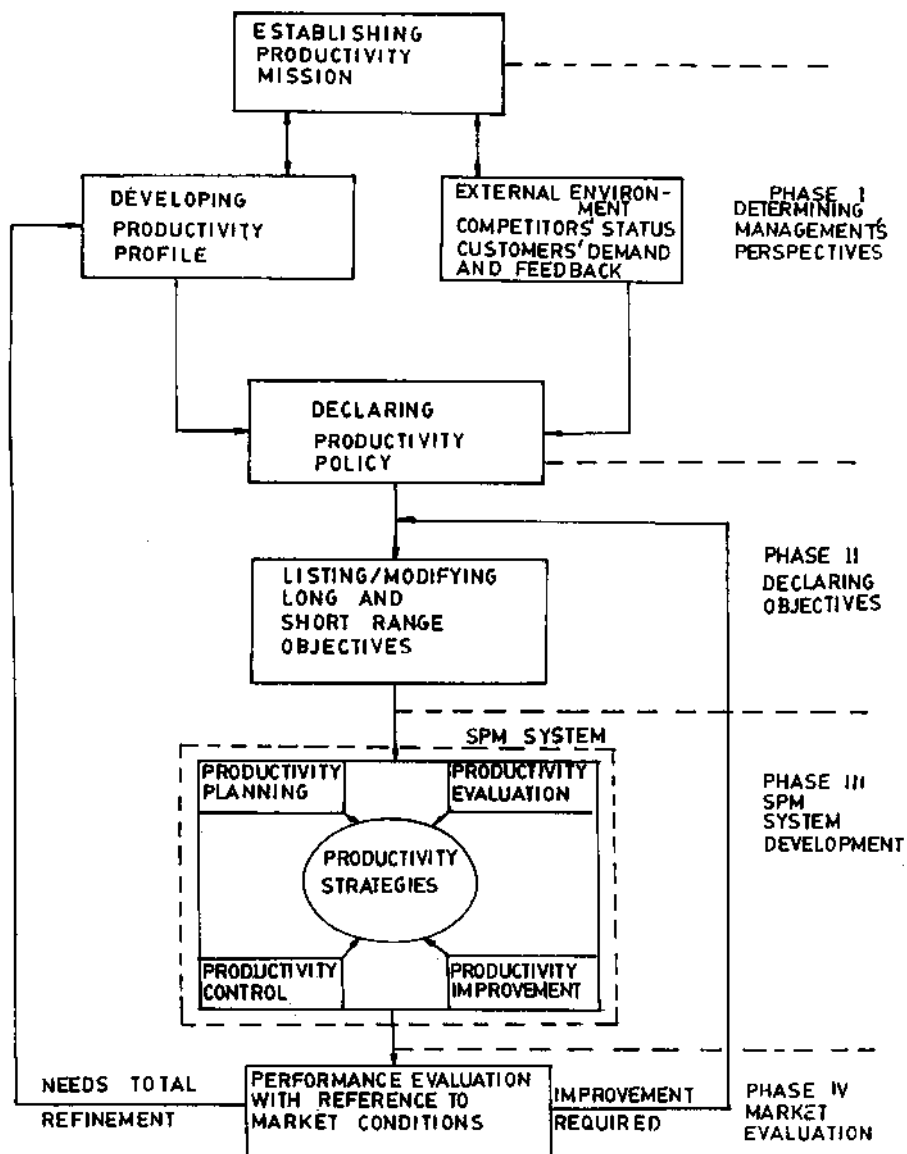 ESTABLISHING
PRODUCTIVITY
MISSION
DEVELOPING
PRODUCTIVITY
PROFILE
EXTERNAL ENVIRON-
MENT
COMPETITORS' STATUS
CUSTOMERS' DEMAND
AND FEEDBACK
PHASE I
DETERMINING
MANAGEMENT'S
PERSPECTIVES
DECLARING
PRODUCTIVITY
POLICY
LISTING/MODIFYING
LONG AND
SHORT RANGE
OBJECTIVES
PHASE II
DECLARING
OBJECTIVES
SPM SYSTEM
PRODUCTIVITY
PLANNING
PRODUCTIVITY
EVALUATION
PRODUCTIVITY
STRATEGIES
PRODUCTIVITY
CONTROL
PRODUCTIVITY
IMPROVEMENT
PHASE III
SPM
SYSTEM
DEVELOPMENT
NEEDS TOTAL
REFINEMENT
PERFORMANCE EVALUATION
WITH REFERENCE TO
MARKET CONDITIONS
IMPROVEMENT
REQUIRED
PHASE IV
MARKET
EVALUATION